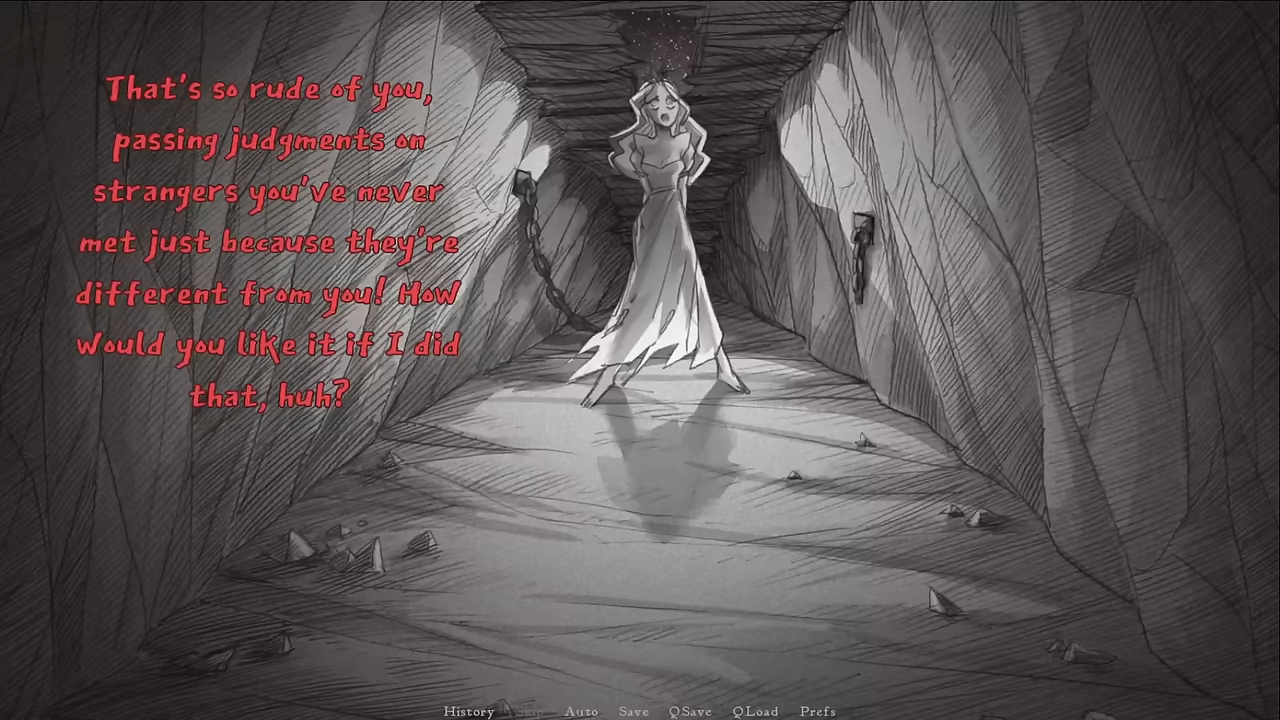 That's so rude of you,
passing judgments on
strangers you've never
met just because they're
different from you! How
would you like it if I did
that, huh?
History Skip Auto Save QSave QLoad Prefs